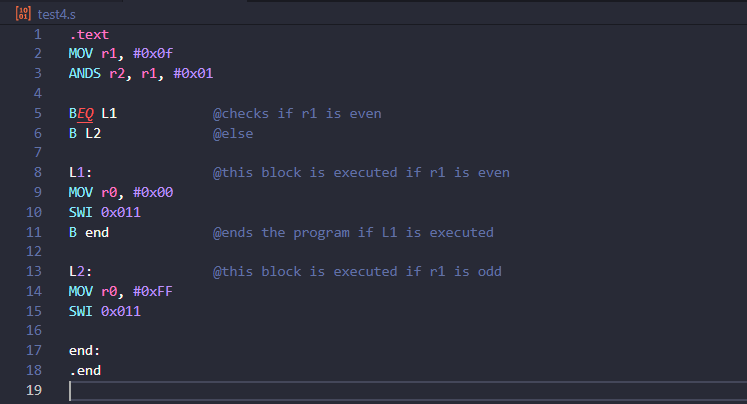 10 01 test4.s
1 .text
2 MOV r1, #0x0f
3 ANDS r2, r1, #0x01
4
5 BEQ L1 @checks if r1 is even
6 B L2 @else
7
8 L1: @this block is executed if r1 is even
9 MOV r0, #0x00
10 SWI 0x011
11 B end @ends the program if L1 is executed
12
13 L2: @this block is executed if r1 is odd
14 MOV r0, #0xFF
15 SWI 0x011
16
17 end:
18 .end
19